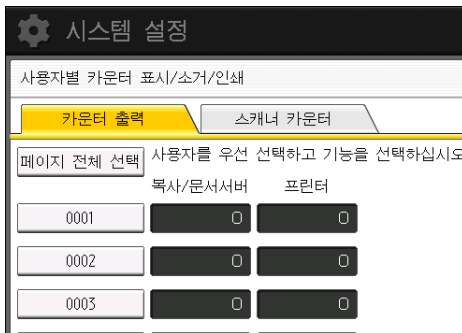 시스템 설정
사용자별 카운터 표시/소거/인쇄
카운터 출력 스캐너 카운터
페이지 전체 선택 사용자를 우선 선택하고 기능을 선택하십시오
복사/문서서버 프린터
0001 0 0
0002 0 0
0003 0 0